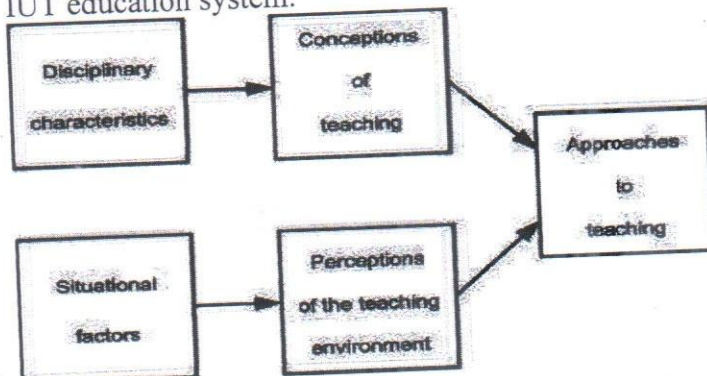 IUT education system.
Disciplinary
characteristics
Conceptions
of
teaching
Approaches
to
teaching
Situational
factors
Perceptions
of the teaching
environment